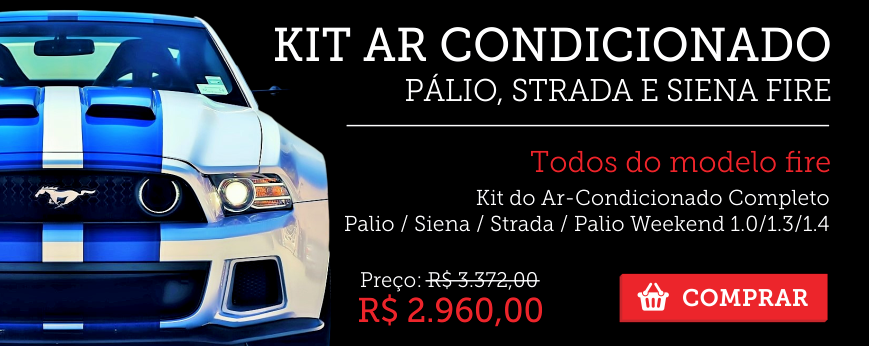 KIT AR CONDICIONADO
PÁLIO, STRADA E SIENA FIRE
Todos do modelo fire
Kit do Ar-Condicionado Completo
Palio / Siena / Strada / Palio Weekend 1.0/1.3/1.4
Preço: R$ 3.372,00
R$ 2.960,00
COMPRAR